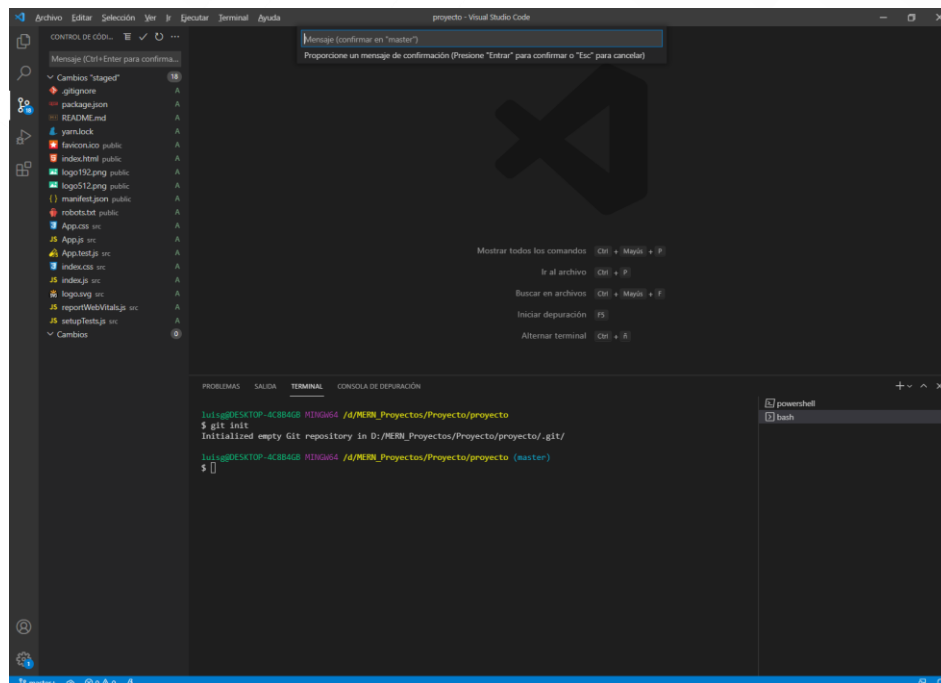 Archivo Editar Selección Ver Ir Ejecutar Terminal Ayuda
proyecto - Visual Studio Code
CONTROL DE CÓDI...
Mensaje (Ctrl+Enter para confirma...
Cambios "staged" 18
.gitignore A
package.json A
README.md A
yarn.lock A
favicon.ico public A
index.html public A
logo192.png public A
logo512.png public A
{ } manifest.json public A
robots.txt public A
App.css src A
JS App.js src A
App.test.js src A
index.css src A
JS index.js src A
logo.svg src A
JS reportWebVitals.js src A
JS setupTests.js src A
Cambios 0
Mensaje (confirmar en "master")
Proporcione un mensaje de confirmación (Presione "Entrar" para confirmar o "Esc" para cancelar)
Mostrar todos los comandos Ctrl + Mayús + P
Ir al archivo Ctrl + P
Buscar en archivos Ctrl + Mayús + F
Iniciar depuración F5
Alternar terminal Ctrl + ñ
PROBLEMAS SALIDA TERMINAL CONSOLA DE DEPURACIÓN
luisg@DESKTOP-4C8B4GB MINGW64 /d/MERN_Proyectos/Proyecto/proyecto
$ git init
Initialized empty Git repository in D:/MERN_Proyectos/Proyecto/proyecto/.git/
luisg@DESKTOP-4C8B4GB MINGW64 /d/MERN_Proyectos/Proyecto/proyecto (master)
$
powershell
bash